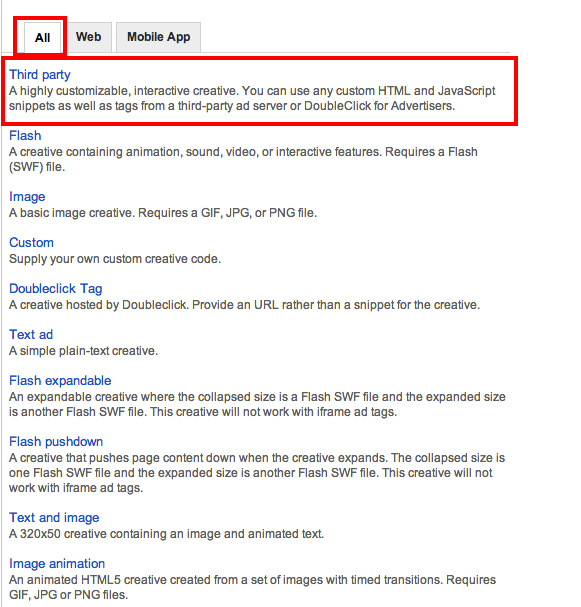 All Web Mobile App
Third party
A highly customizable, interactive creative. You can use any custom HTML and JavaScript
snippets as well as tags from a third-party ad server or DoubleClick for Advertisers.
Flash
A creative containing animation, sound, video, or interactive features. Requires a Flash
(SWF) file.
Image
A basic image creative. Requires a GIF, JPG, or PNG file.
Custom
Supply your own custom creative code.
Doubleclick Tag
A creative hosted by Doubleclick. Provide an URL rather than a snippet for the creative.
Text ad
A simple plain-text creative.
Flash expandable
An expandable creative where the collapsed size is a Flash SWF file and the expanded size
is another Flash SWF file. This creative will not work with iframe ad tags.
Flash pushdown
A creative that pushes page content down when the creative expands. The collapsed size is
one Flash SWF file and the expanded size is another Flash SWF file. This creative will not
work with iframe ad tags.
Text and image
A 320x50 creative containing an image and animated text.
Image animation
An animated HTML5 creative created from a set of images with timed transitions. Requires
GIF, JPG or PNG files.